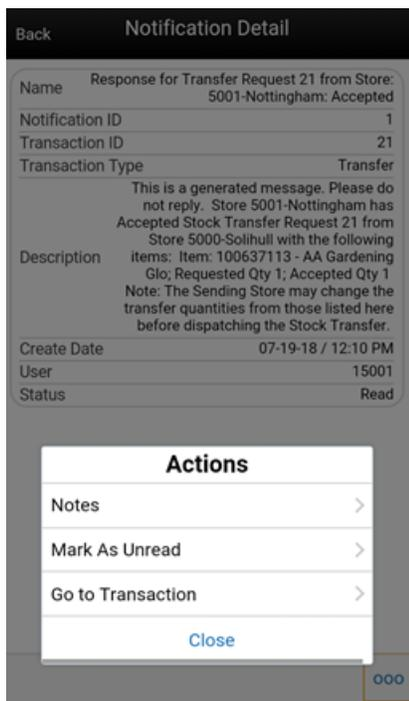 Back
Notification Detail
Name
Response for Transfer Request 21 from Store:
5001-Nottingham: Accepted
Notification ID
1
Transaction ID
21
Transaction Type
Transfer
Description
This is a generated message. Please do
not reply. Store 5001-Nottingham has
Accepted Stock Transfer Request 21 from
Store 5000-Solihull with the following
items: Item: 100637113 - AA Gardening
Glo; Requested Qty 1; Accepted Qty 1
Note: The Sending Store may change the
transfer quantities from those listed here
before dispatching the Stock Transfer.
Create Date
07-19-18 / 12:10 PM
User
15001
Status
Read
Actions
Notes
Mark As Unread
Go to Transaction
Close
ooo